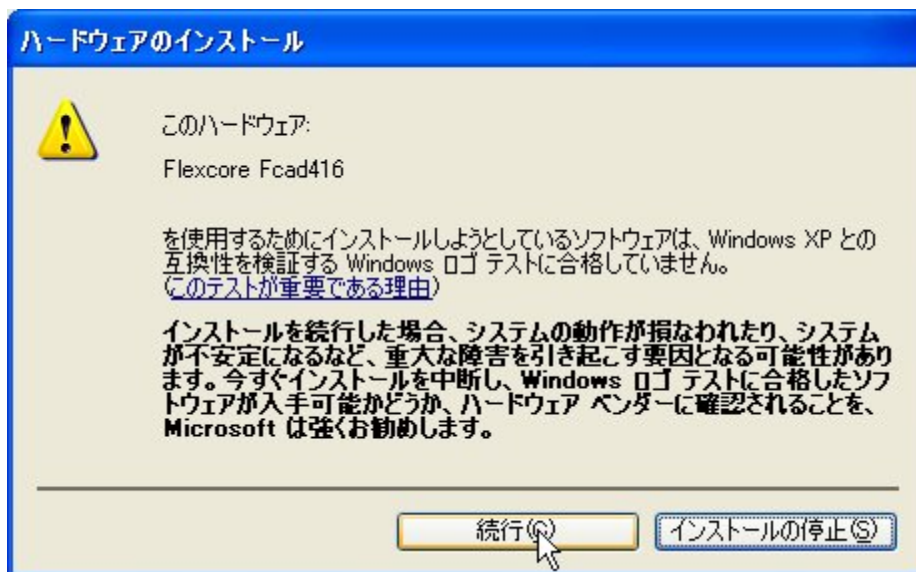 ハードウェアのインストール
このハードウェア:
Flexcore Fcad416
を使用するためにインストールしようとしているソフトウェアは、Windows XP との
互換性を検証する Windows ロゴ テストに合格していません。
(このテストが重要である理由)
インストールを続行した場合、システムの動作が損なわれたり、システム
が不安定になるなど、重大な障害を引き起こす要因となる可能性があり
ます。今すぐインストールを中断し、Windows ロゴ テストに合格したソフ
トウェアが入手可能かどうか、ハードウェア ベンダーに確認されることを、
Microsoft は強くお勧めします。
続行(C)
インストールの停止(S)